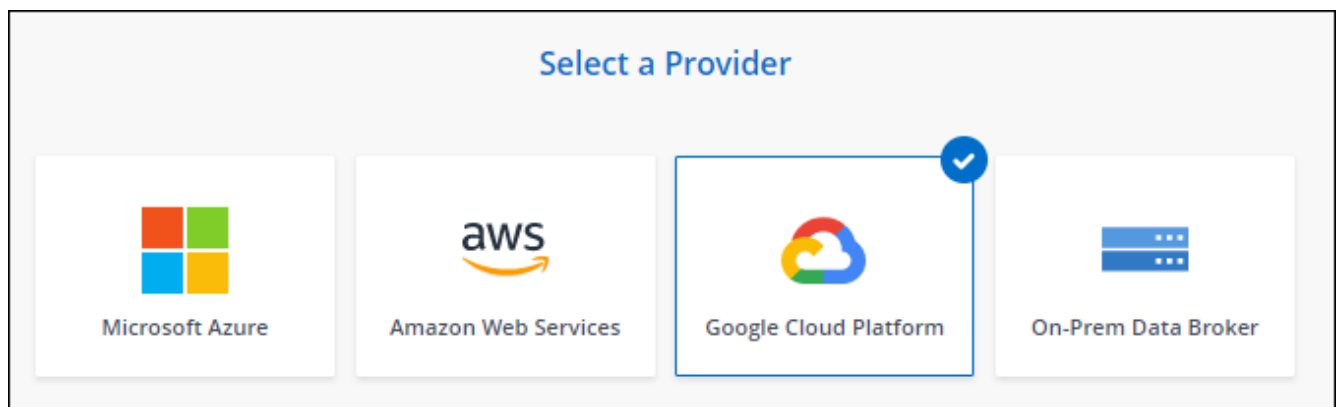 Select a Provider
aws
Microsoft Azure
Amazon Web Services
Google Cloud Platform
On-Prem Data Broker